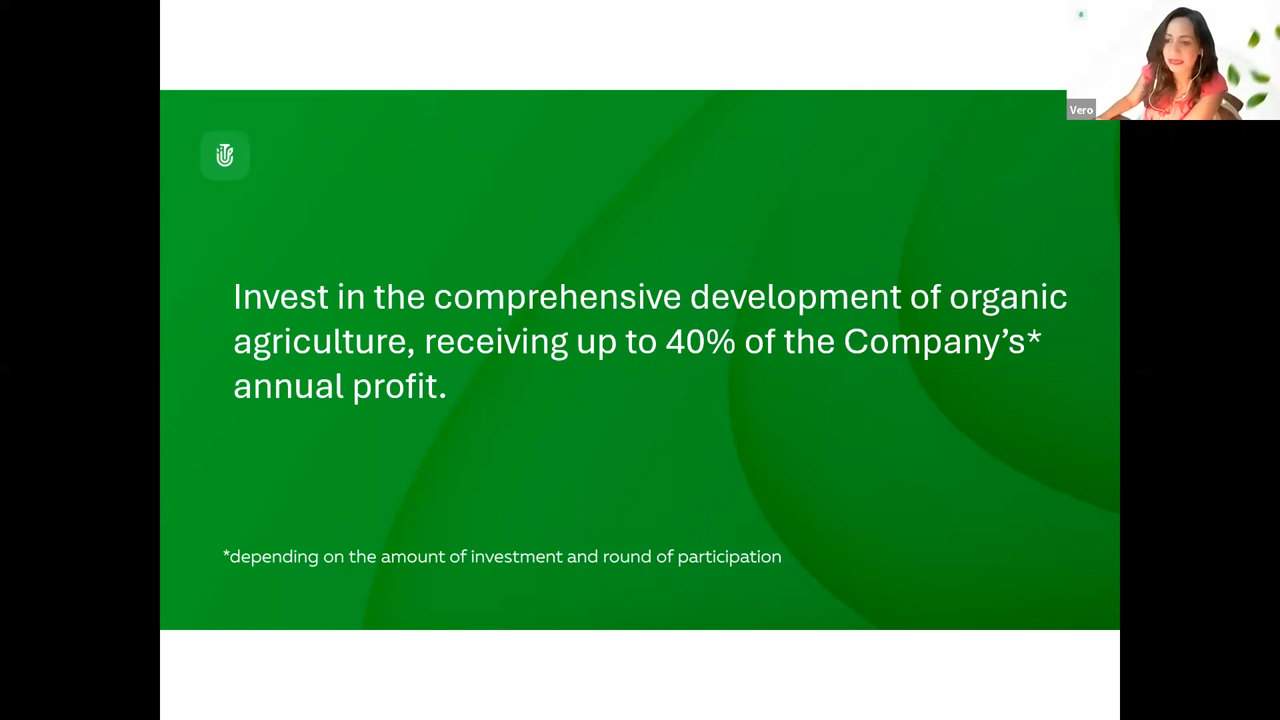 Vero
Invest in the comprehensive development of organic
agriculture, receiving up to 40% of the Company’s*
annual profit.
*depending on the amount of investment and round of participation